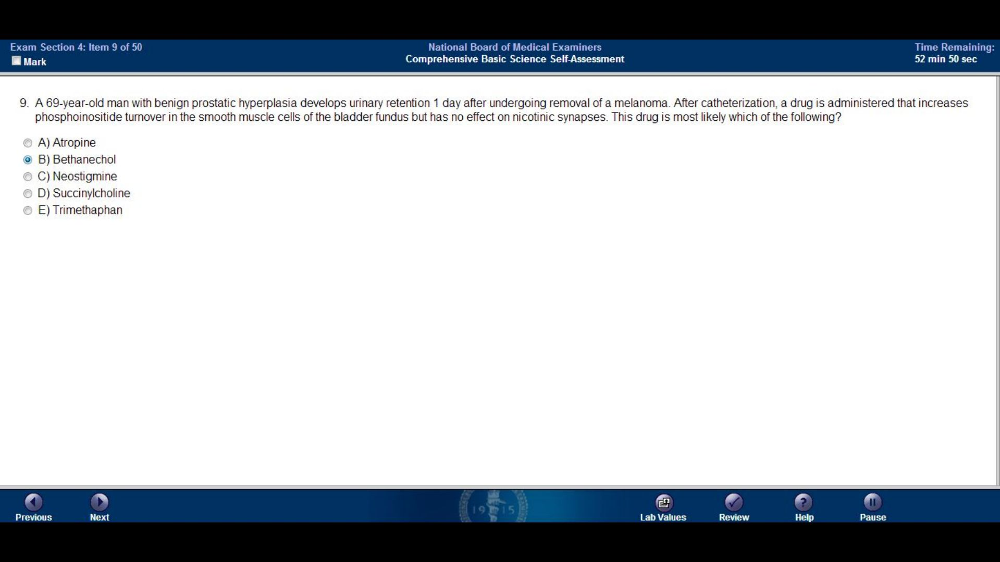 Exam Section 4: Item 9 of 50
Mark
National Board of Medical Examiners
Comprehensive Basic Science Self-Assessment
Time Remaining:
52 min 50 sec
9. A 69-year-old man with benign prostatic hyperplasia develops urinary retention 1 day after undergoing removal of a melanoma. After catheterization, a drug is administered that increases
phosphoinositide turnover in the smooth muscle cells of the bladder fundus but has no effect on nicotinic synapses. This drug is most likely which of the following?
A) Atropine
B) Bethanechol
C) Neostigmine
D) Succinylcholine
E) Trimethaphan
1915
Previous
Next
Lab Values
Review
Help
Pause